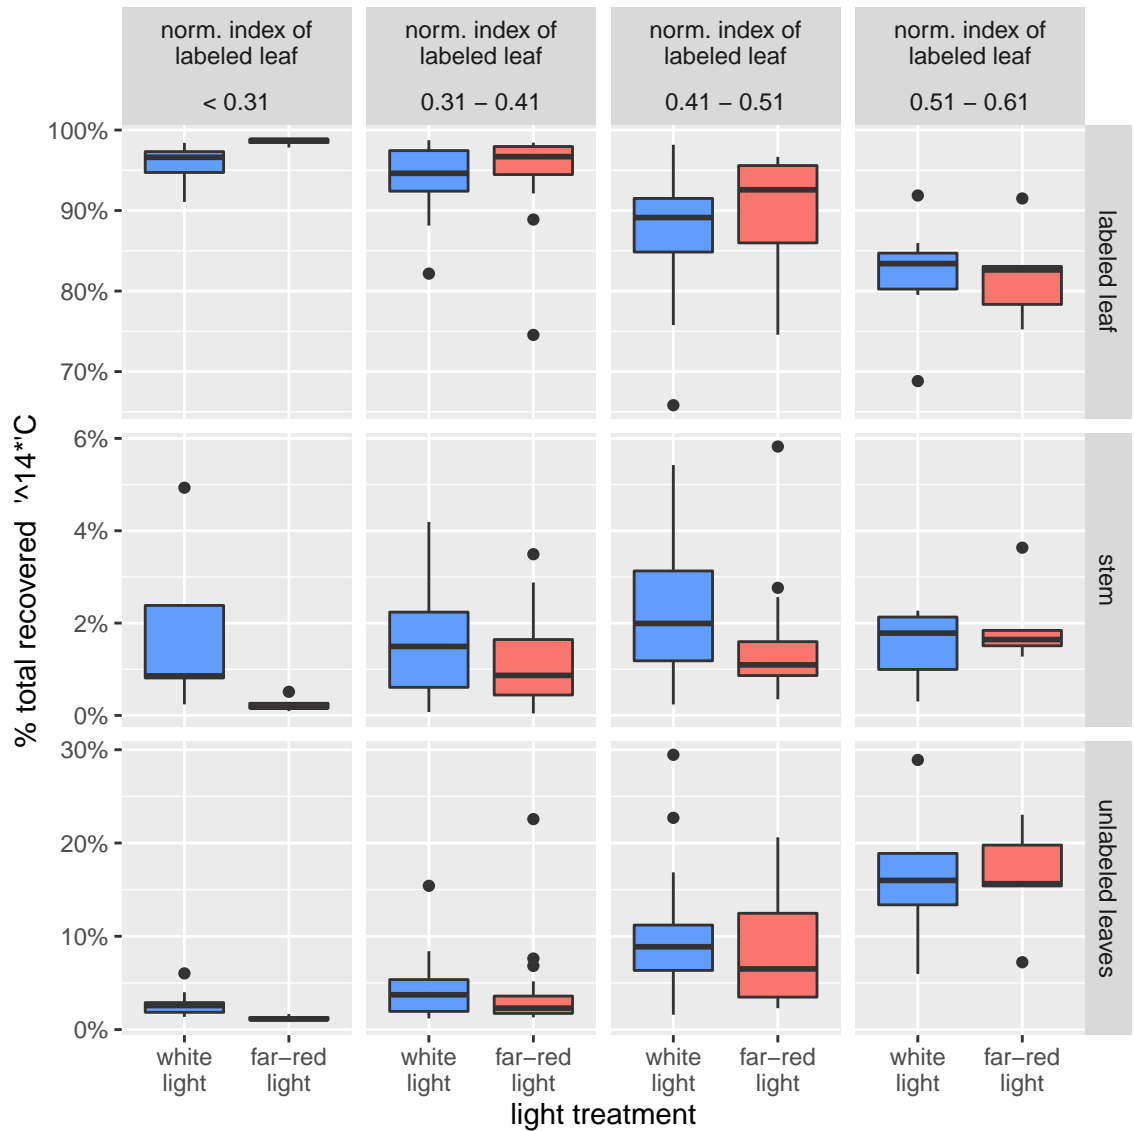 norm. index of
labeled leaf
< 0.31
norm. index of
labeled leaf
0.31 − 0.41
norm. index of
labeled leaf
0.41 − 0.51
norm. index of
labeled leaf
0.51 − 0.61
100%
90%
80%
70%
labeled leaf
6%
4%
2%
0%
stem
30%
20%
10%
0%
unlabeled leaves
% total recovered  '^14*'C
white
light
far−red
light
white
light
far−red
light
white
light
far−red
light
white
light
far−red
light
light treatment